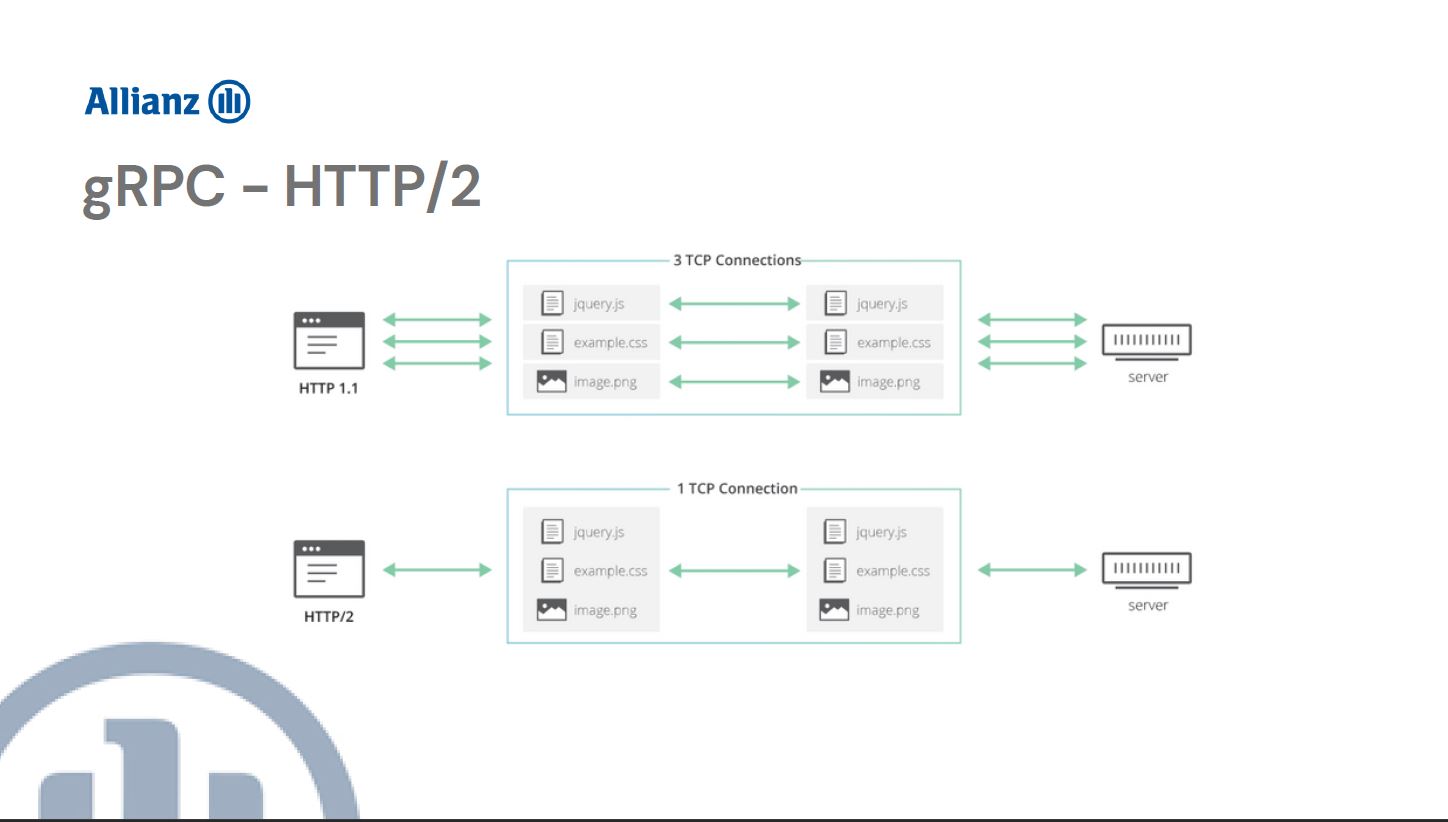 Allianz
gRPC – HTTP/2
3 TCP Connections
jquery.js
jquery.js
example.css
example.css
image.png
image.png
HTTP 1.1
server
1 TCP Connection
jquery.js
jquery.js
example.css
example.css
image.png
image.png
HTTP/2
server